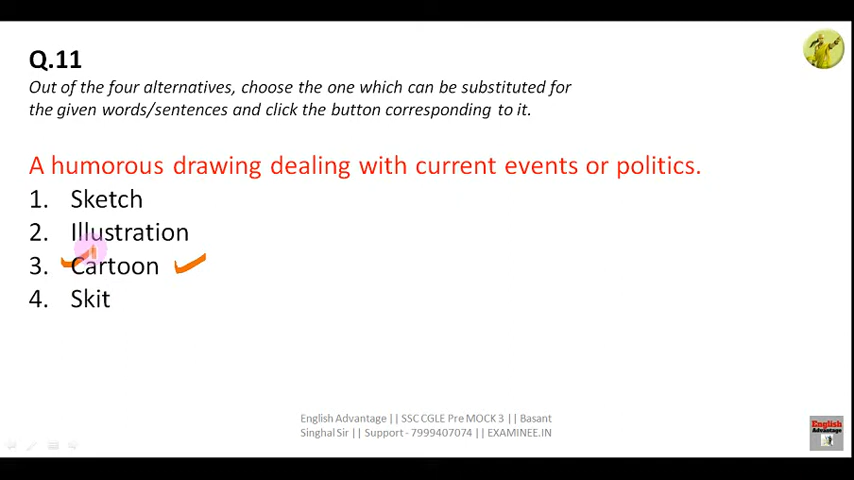 Q.11
Out of the four alternatives, choose the one which can be substituted for
the given words/sentences and click the button corresponding to it.
A humorous drawing dealing with current events or politics.
1. Sketch
2. Illustration
3. Cartoon
4. Skit
English Advantage || SSC CGLE Pre MOCK 3 || Basant
Singhal Sir || Support - 7999407074 || EXAMINEE.IN
English
Advantage